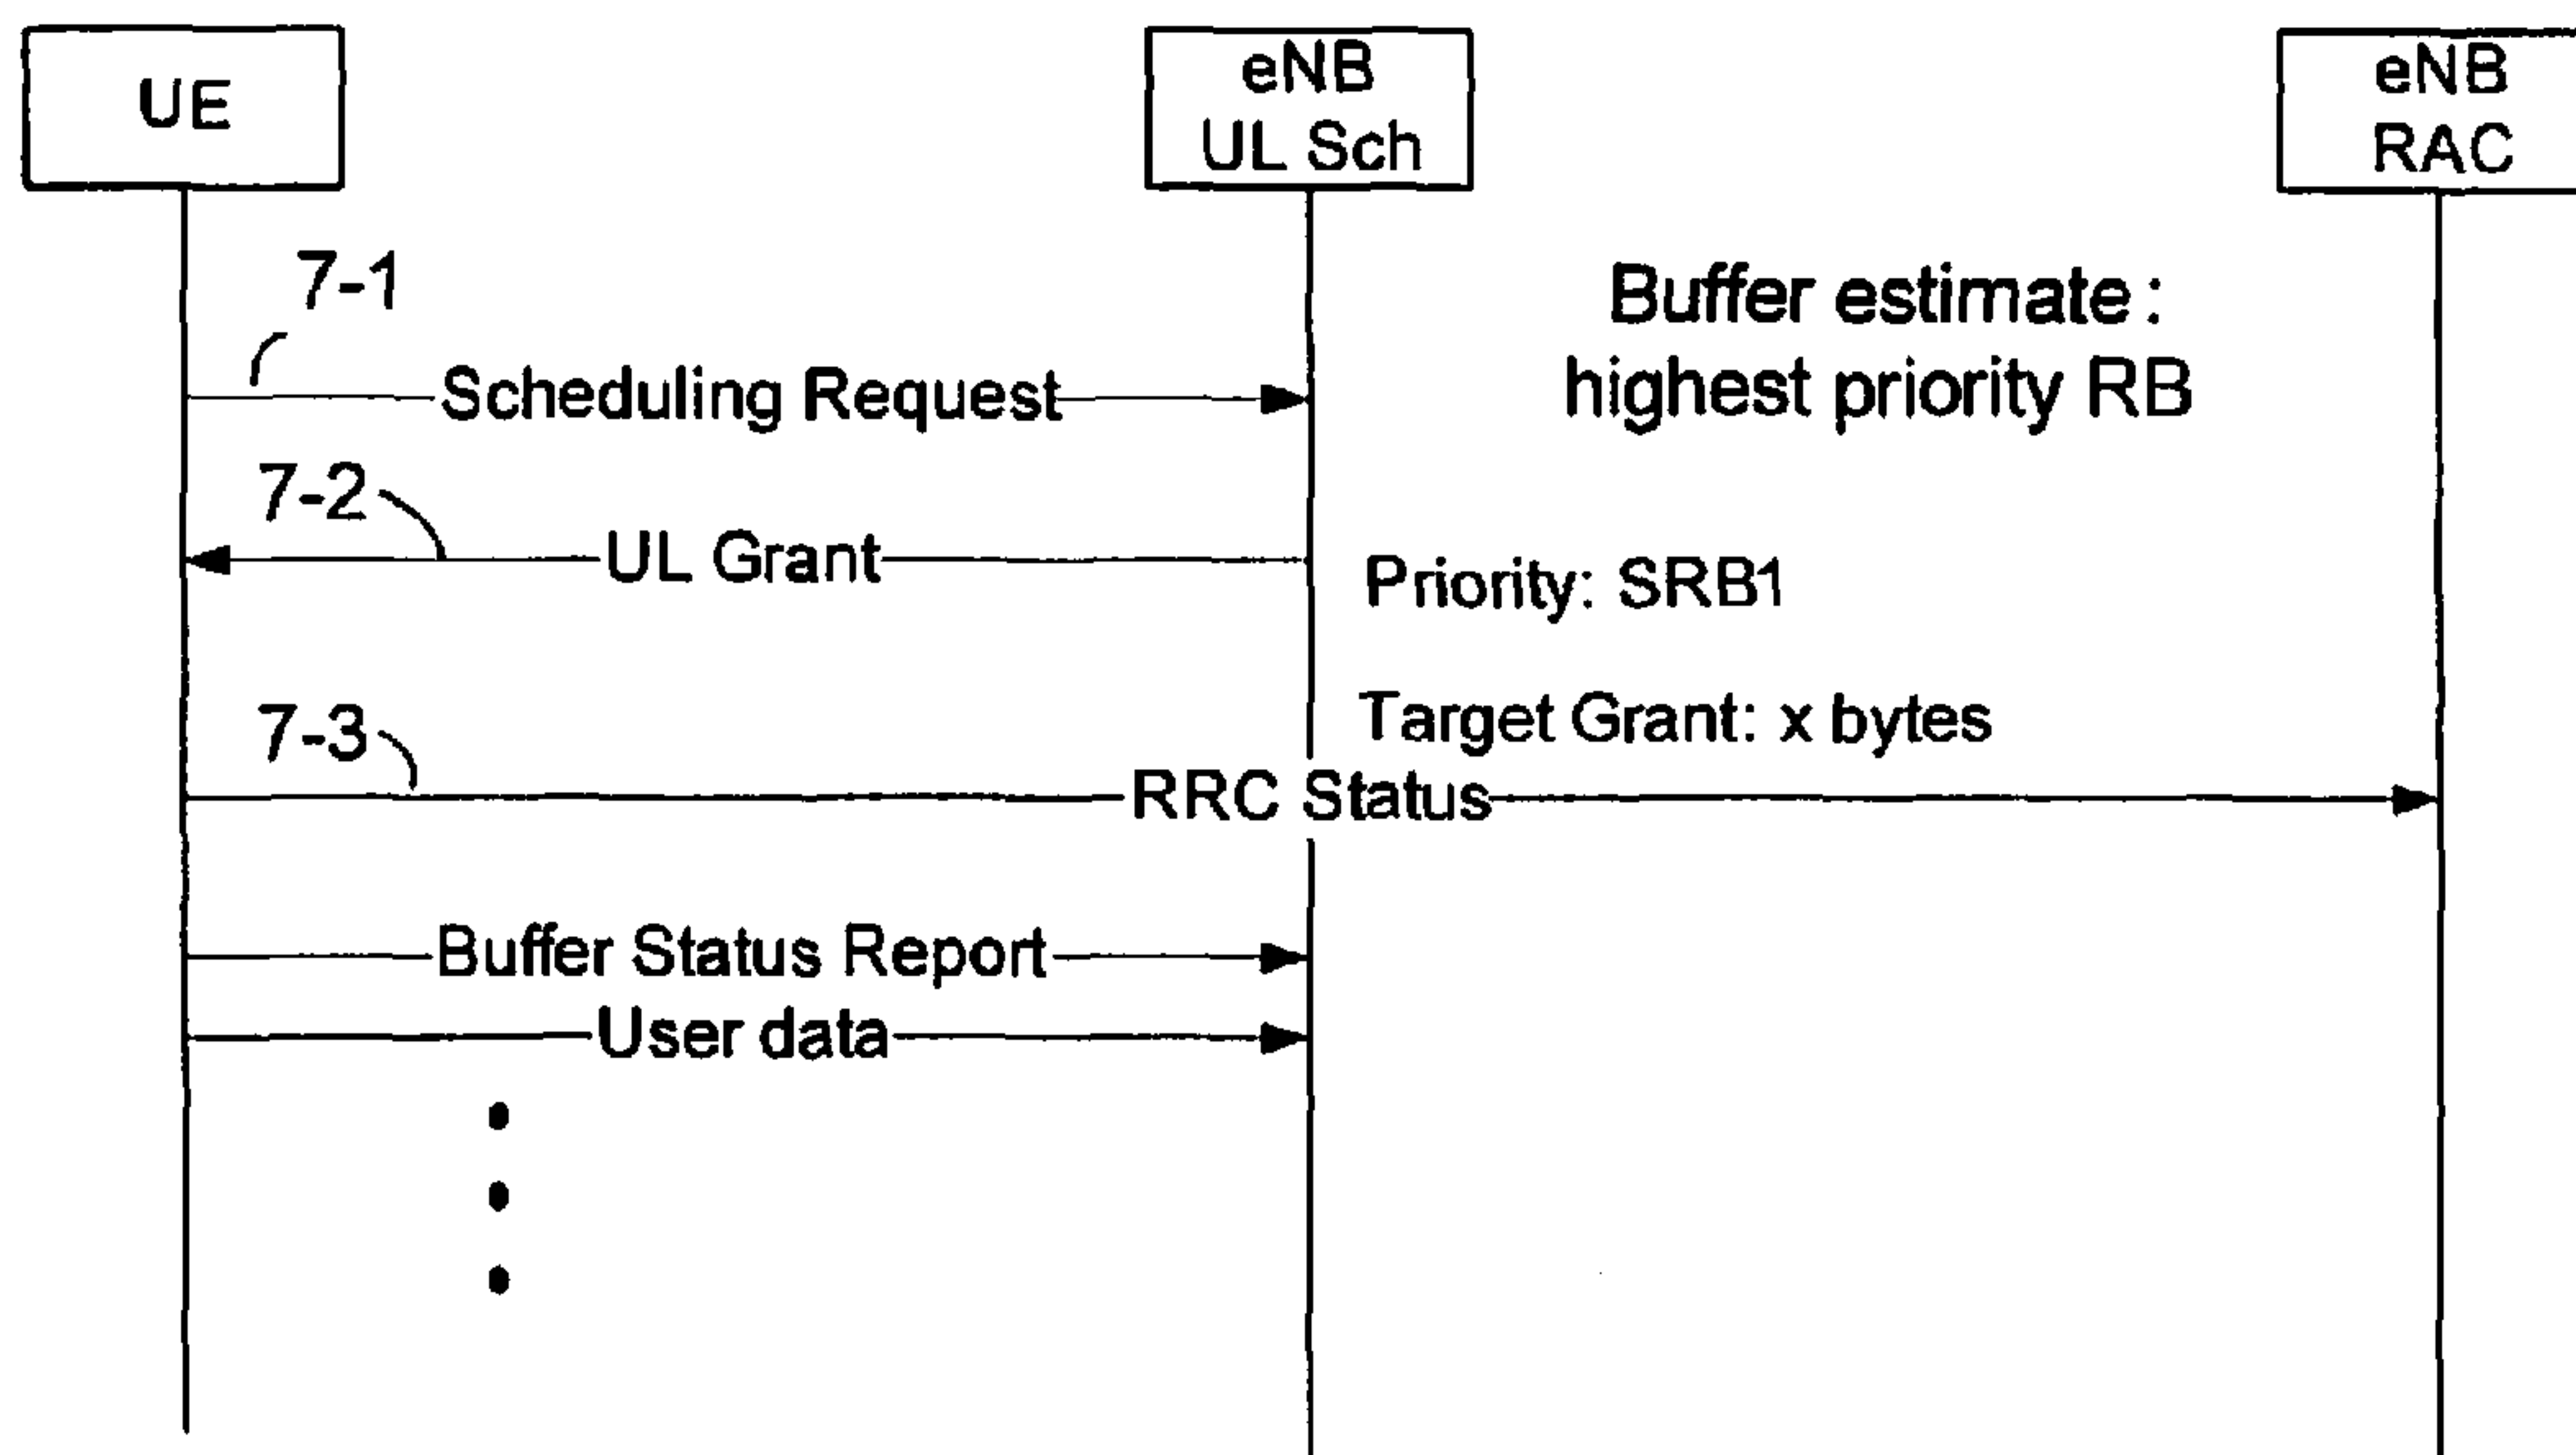 UE
eNB
UL Sch
eNB
RAC
7-1
Buffer estimate :
highest priority RB
Scheduling Request
7-2
UL Grant
Priority: SRB1
7-3
Target Grant: x bytes
RRC Status
Buffer Status Report
User data